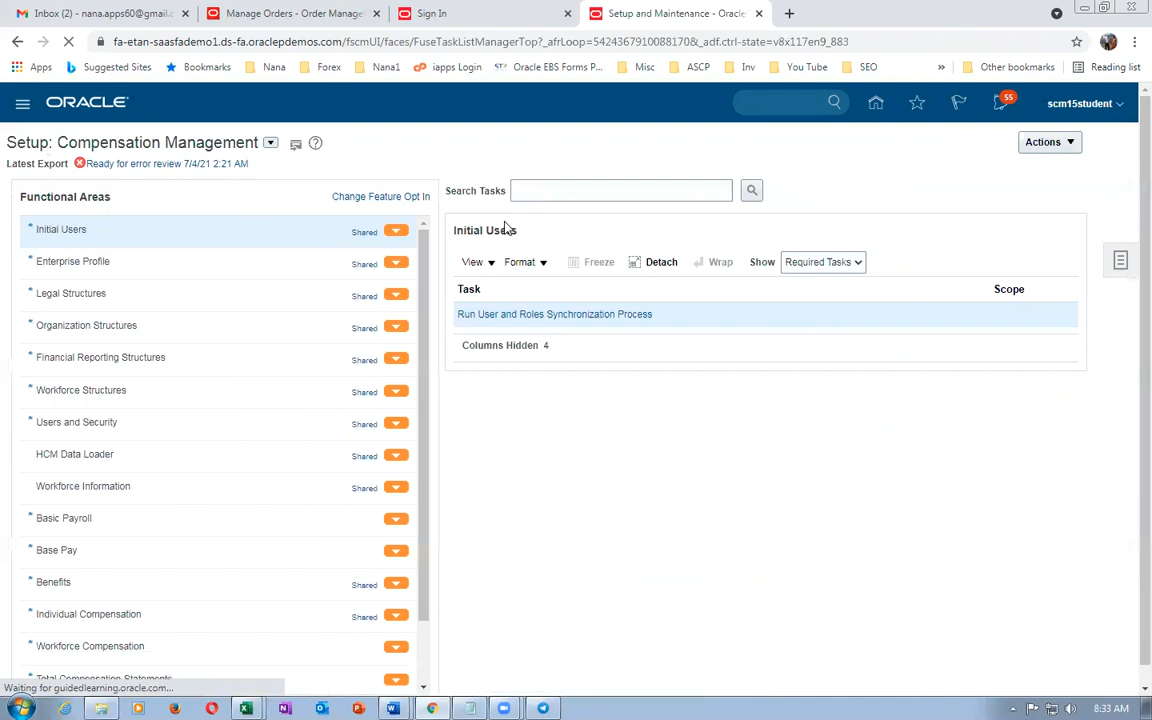 Inbox (2) - nana.apps60@gmail.c
Manage Orders - Order Manage
Sign In
Setup and Maintenance - Oracle
fa-etan-saasfademo1.ds-fa.oraclepdemos.com/fscmUI/faces/FuseTaskListManagerTop?_afrLoop=5424367910088170&_adf.ctrl-state=v8x117en9_883
Apps
Suggested Sites
Bookmarks
Nana
Forex
Nana1
iapps Login
Oracle EBS Forms P...
Misc
ASCP
Inv
You Tube
SEO
»
Other bookmarks
Reading list
ORACLE
55
scm15student
Setup: Compensation Management
Actions
Latest Export Ready for error review 7/4/21 2:21 AM
Functional Areas
Change Feature Opt In
Search Tasks
* Initial Users Shared
* Enterprise Profile Shared
* Legal Structures Shared
* Organization Structures Shared
* Financial Reporting Structures Shared
* Workforce Structures Shared
* Users and Security Shared
HCM Data Loader Shared
Workforce Information Shared
* Basic Payroll
* Base Pay
* Benefits Shared
* Individual Compensation Shared
* Workforce Compensation
* Total Compensation Statements
Initial Users
View
Format
Freeze
Detach
Wrap
Show
Required Tasks
Task
Scope
Run User and Roles Synchronization Process
Columns Hidden 4
Waiting for guidedlearning.oracle.com...
8:33 AM